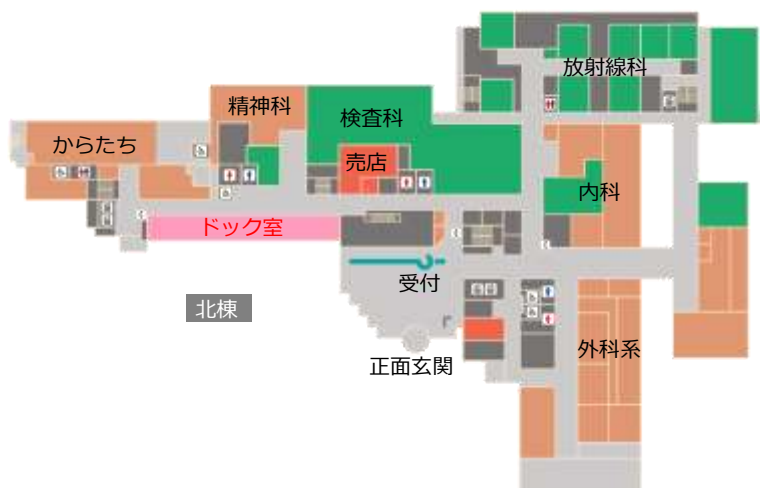 放射線科
精神科
検査科
からたち
売店
内科
ドック室
受付
北棟
外科系
正面玄関